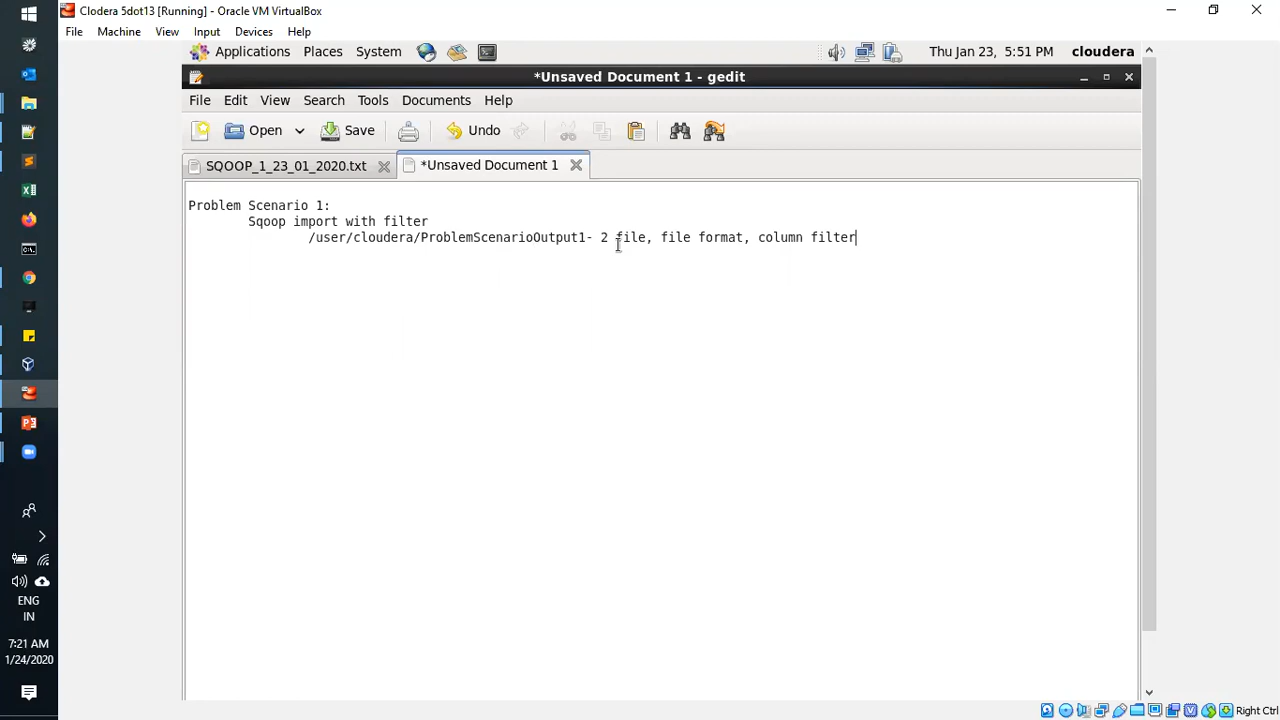 Clodera 5dot13 [Running] - Oracle VM VirtualBox
File Machine View Input Devices Help
Applications Places System Thu Jan 23, 5:51 PM cloudera
*Unsaved Document 1 - gedit
File Edit View Search Tools Documents Help
Open Save Undo
SQOOP_1_23_01_2020.txt *Unsaved Document 1
Problem Scenario 1:
Sqoop import with filter
/user/cloudera/ProblemScenarioOutput1- 2 file, file format, column filter
ENG
IN
7:21 AM
1/24/2020
Right Ctrl